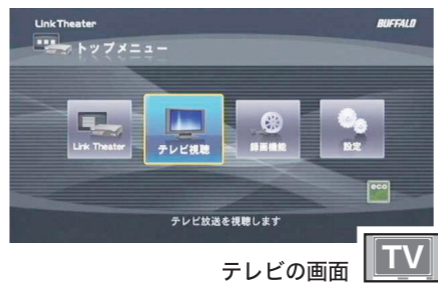 Link Theater
BUFFALO
トップメニュー
Link Theater
テレビ視聴
録画機能
設定
eco
テレビ放送を視聴します
テレビの画面
TV